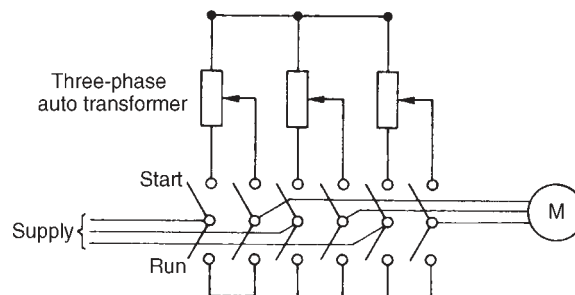 Three-phase
auto transformer
Start
Supply
Run
M